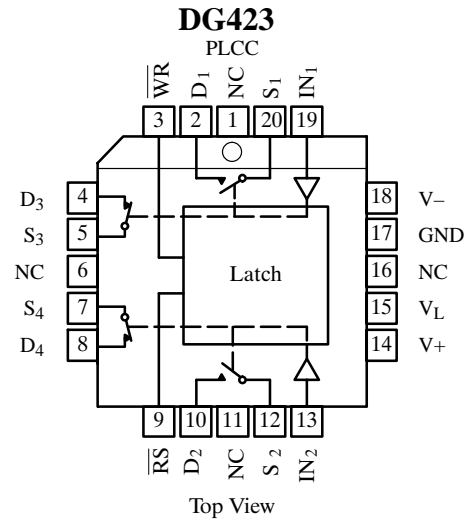 DG423
PLCC
W̅R̅ D1 NC S1 IN1
3 2 1 20 19
D3 4 18 V–
S3 5 17 GND
NC 6 Latch 16 NC
S4 7 15 VL
D4 8 14 V+
9 10 11 12 13
R̅S̅ D2 NC S2 IN2
Top View